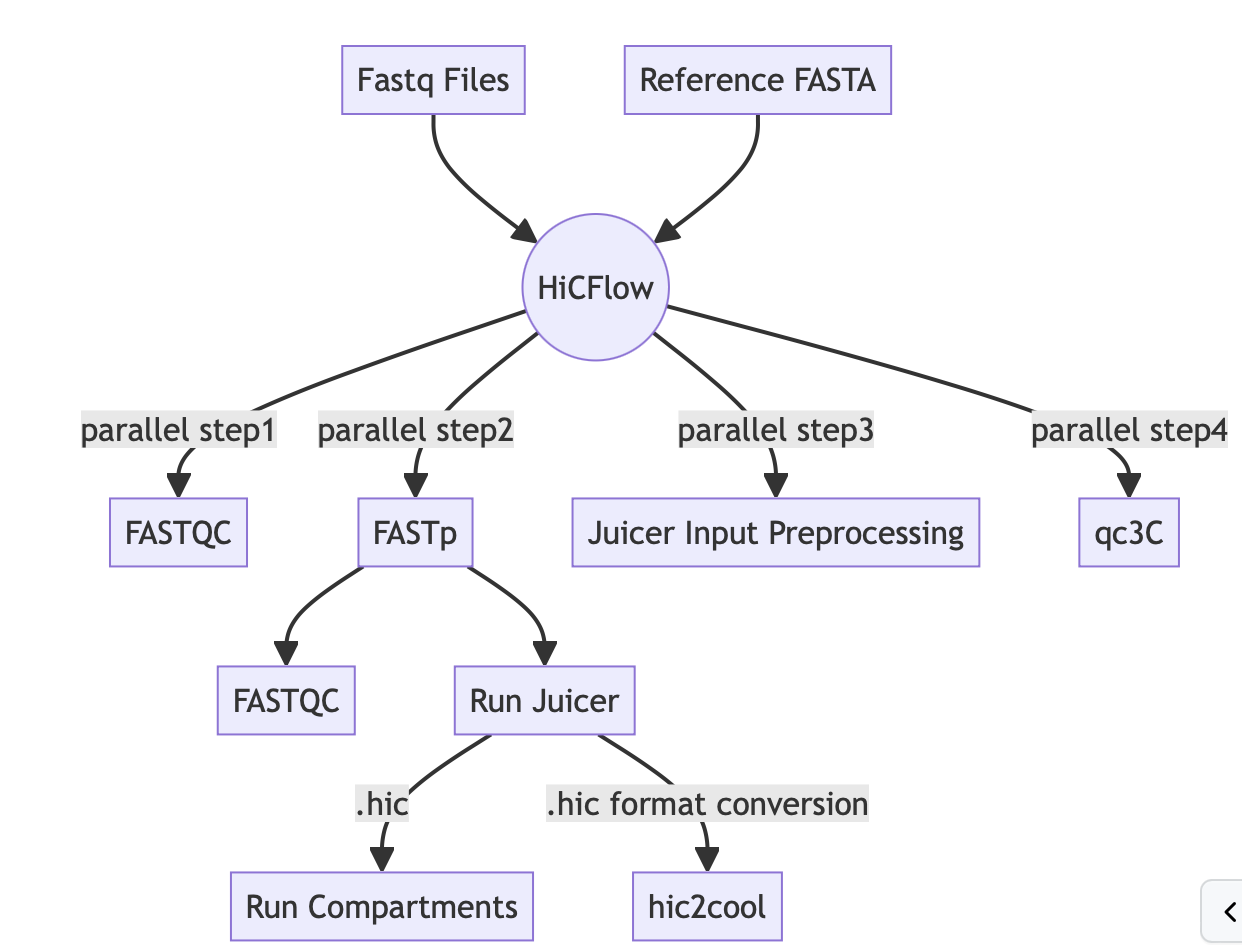 Fastq Files
Reference FASTA
HiCFlow
parallel step1
parallel step2
parallel step3
parallel step4
FASTQC
FASTp
Juicer Input Preprocessing
qc3C
FASTQC
Run Juicer
.hic
.hic format conversion
Run Compartments
hic2cool